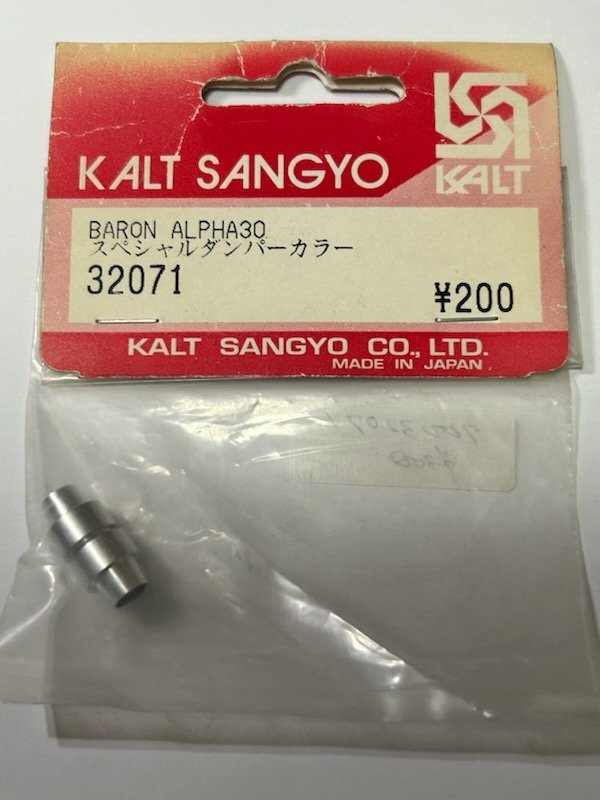 KALT SANGYO
KALT
BARON ALPHA30
スペシャルダンパーカラー
32071
¥200
KALT SANGYO CO., LTD.
MADE IN JAPAN